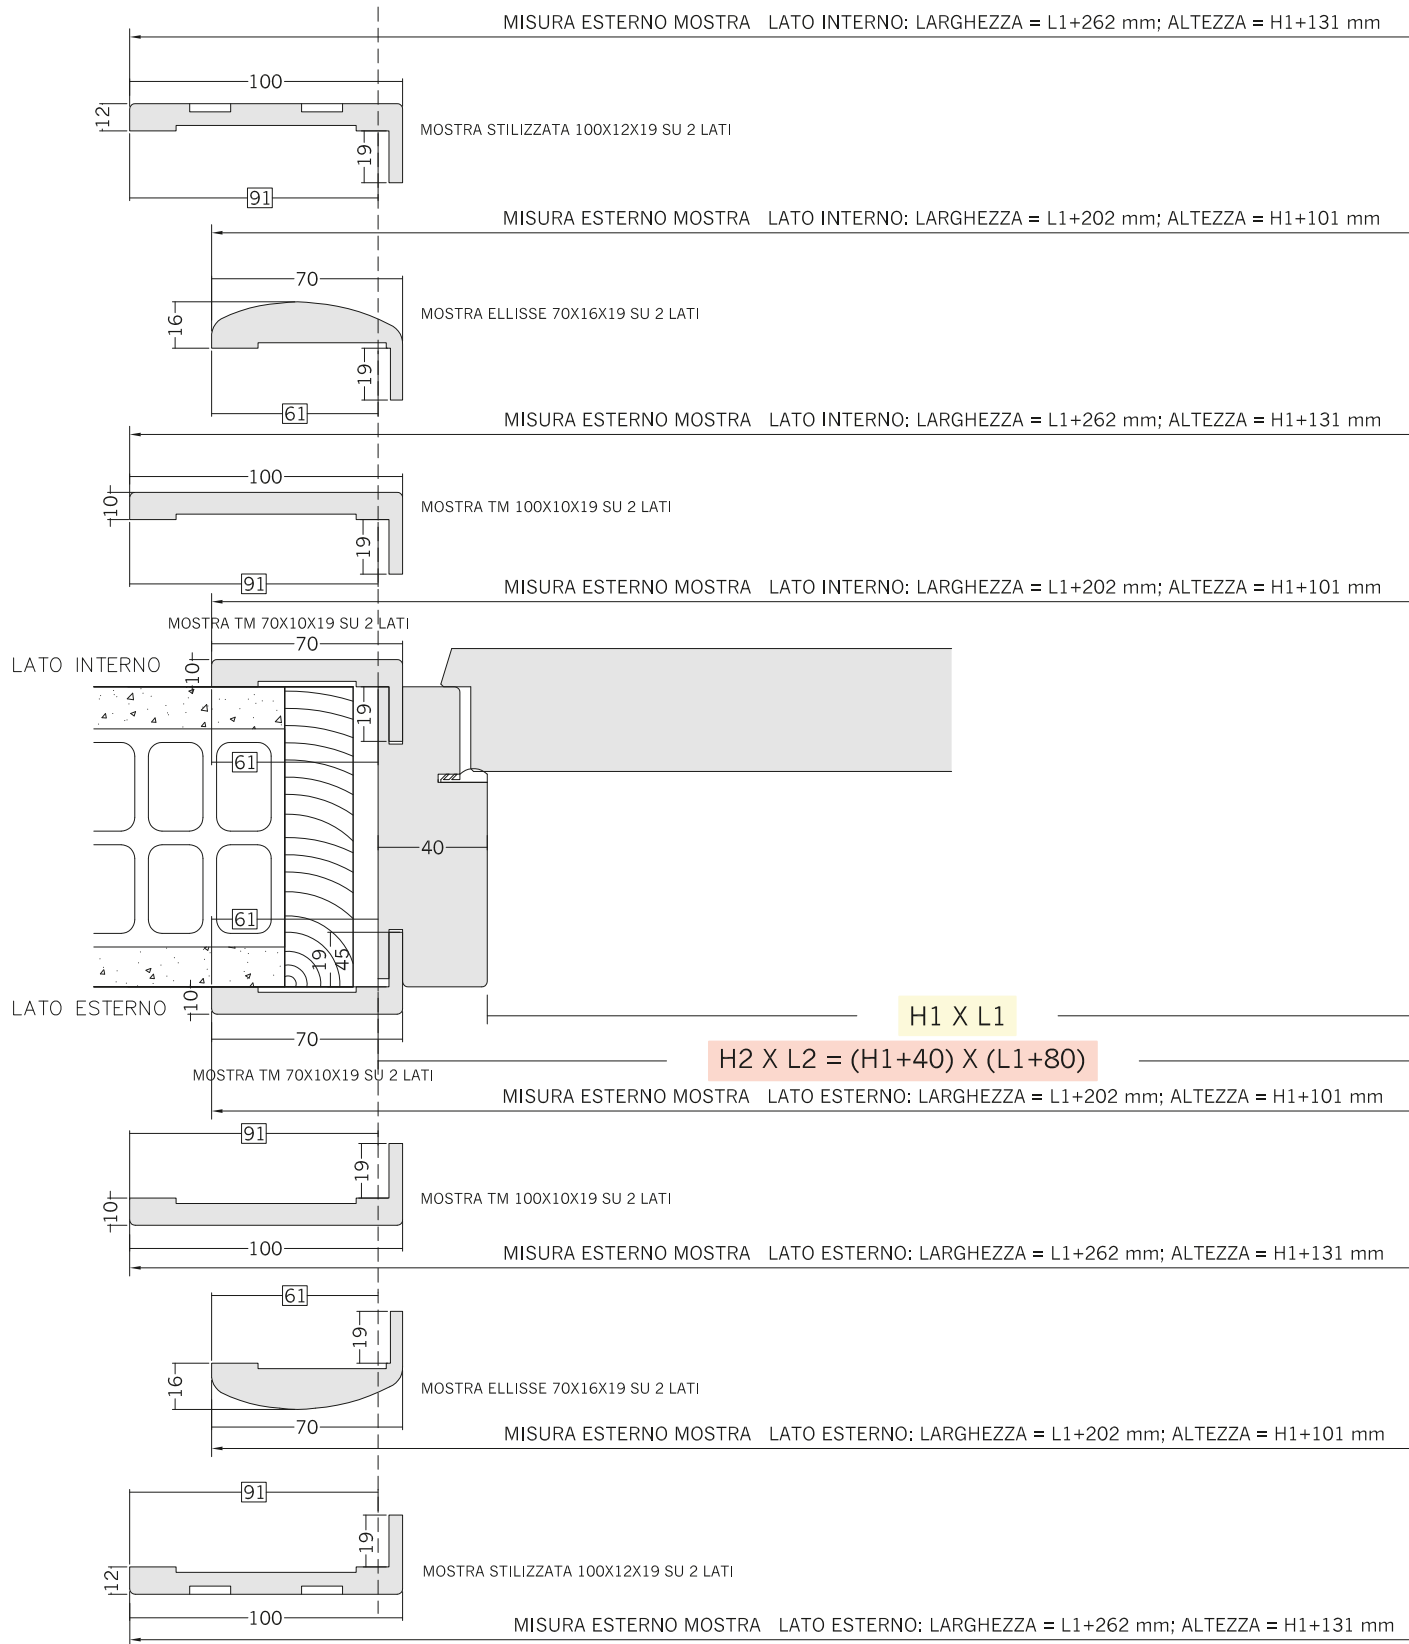 MISURA ESTERNO MOSTRA LATO INTERNO: LARGHEZZA = L1+262 mm; ALTEZZA = H1+131 mm
100
12
MOSTRA STILIZZATA 100X12X19 SU 2 LATI
19
91
MISURA ESTERNO MOSTRA LATO INTERNO: LARGHEZZA = L1+202 mm; ALTEZZA = H1+101 mm
70
16
MOSTRA ELLISSE 70X16X19 SU 2 LATI
19
61
MISURA ESTERNO MOSTRA LATO INTERNO: LARGHEZZA = L1+262 mm; ALTEZZA = H1+131 mm
100
10
MOSTRA TM 100X10X19 SU 2 LATI
19
91
MISURA ESTERNO MOSTRA LATO INTERNO: LARGHEZZA = L1+202 mm; ALTEZZA = H1+101 mm
MOSTRA TM 70X10X19 SU 2 LATI
70
LATO INTERNO
10
19
61
40
61
19
45
10
LATO ESTERNO
H1 X L1
70
H2 X L2 = (H1+40) X (L1+80)
MOSTRA TM 70X10X19 SU 2 LATI
MISURA ESTERNO MOSTRA LATO ESTERNO: LARGHEZZA = L1+202 mm; ALTEZZA = H1+101 mm
91
19
10
MOSTRA TM 100X10X19 SU 2 LATI
100
MISURA ESTERNO MOSTRA LATO ESTERNO: LARGHEZZA = L1+262 mm; ALTEZZA = H1+131 mm
61
19
16
MOSTRA ELLISSE 70X16X19 SU 2 LATI
70
MISURA ESTERNO MOSTRA LATO ESTERNO: LARGHEZZA = L1+202 mm; ALTEZZA = H1+101 mm
91
19
12
MOSTRA STILIZZATA 100X12X19 SU 2 LATI
100
MISURA ESTERNO MOSTRA LATO ESTERNO: LARGHEZZA = L1+262 mm; ALTEZZA = H1+131 mm